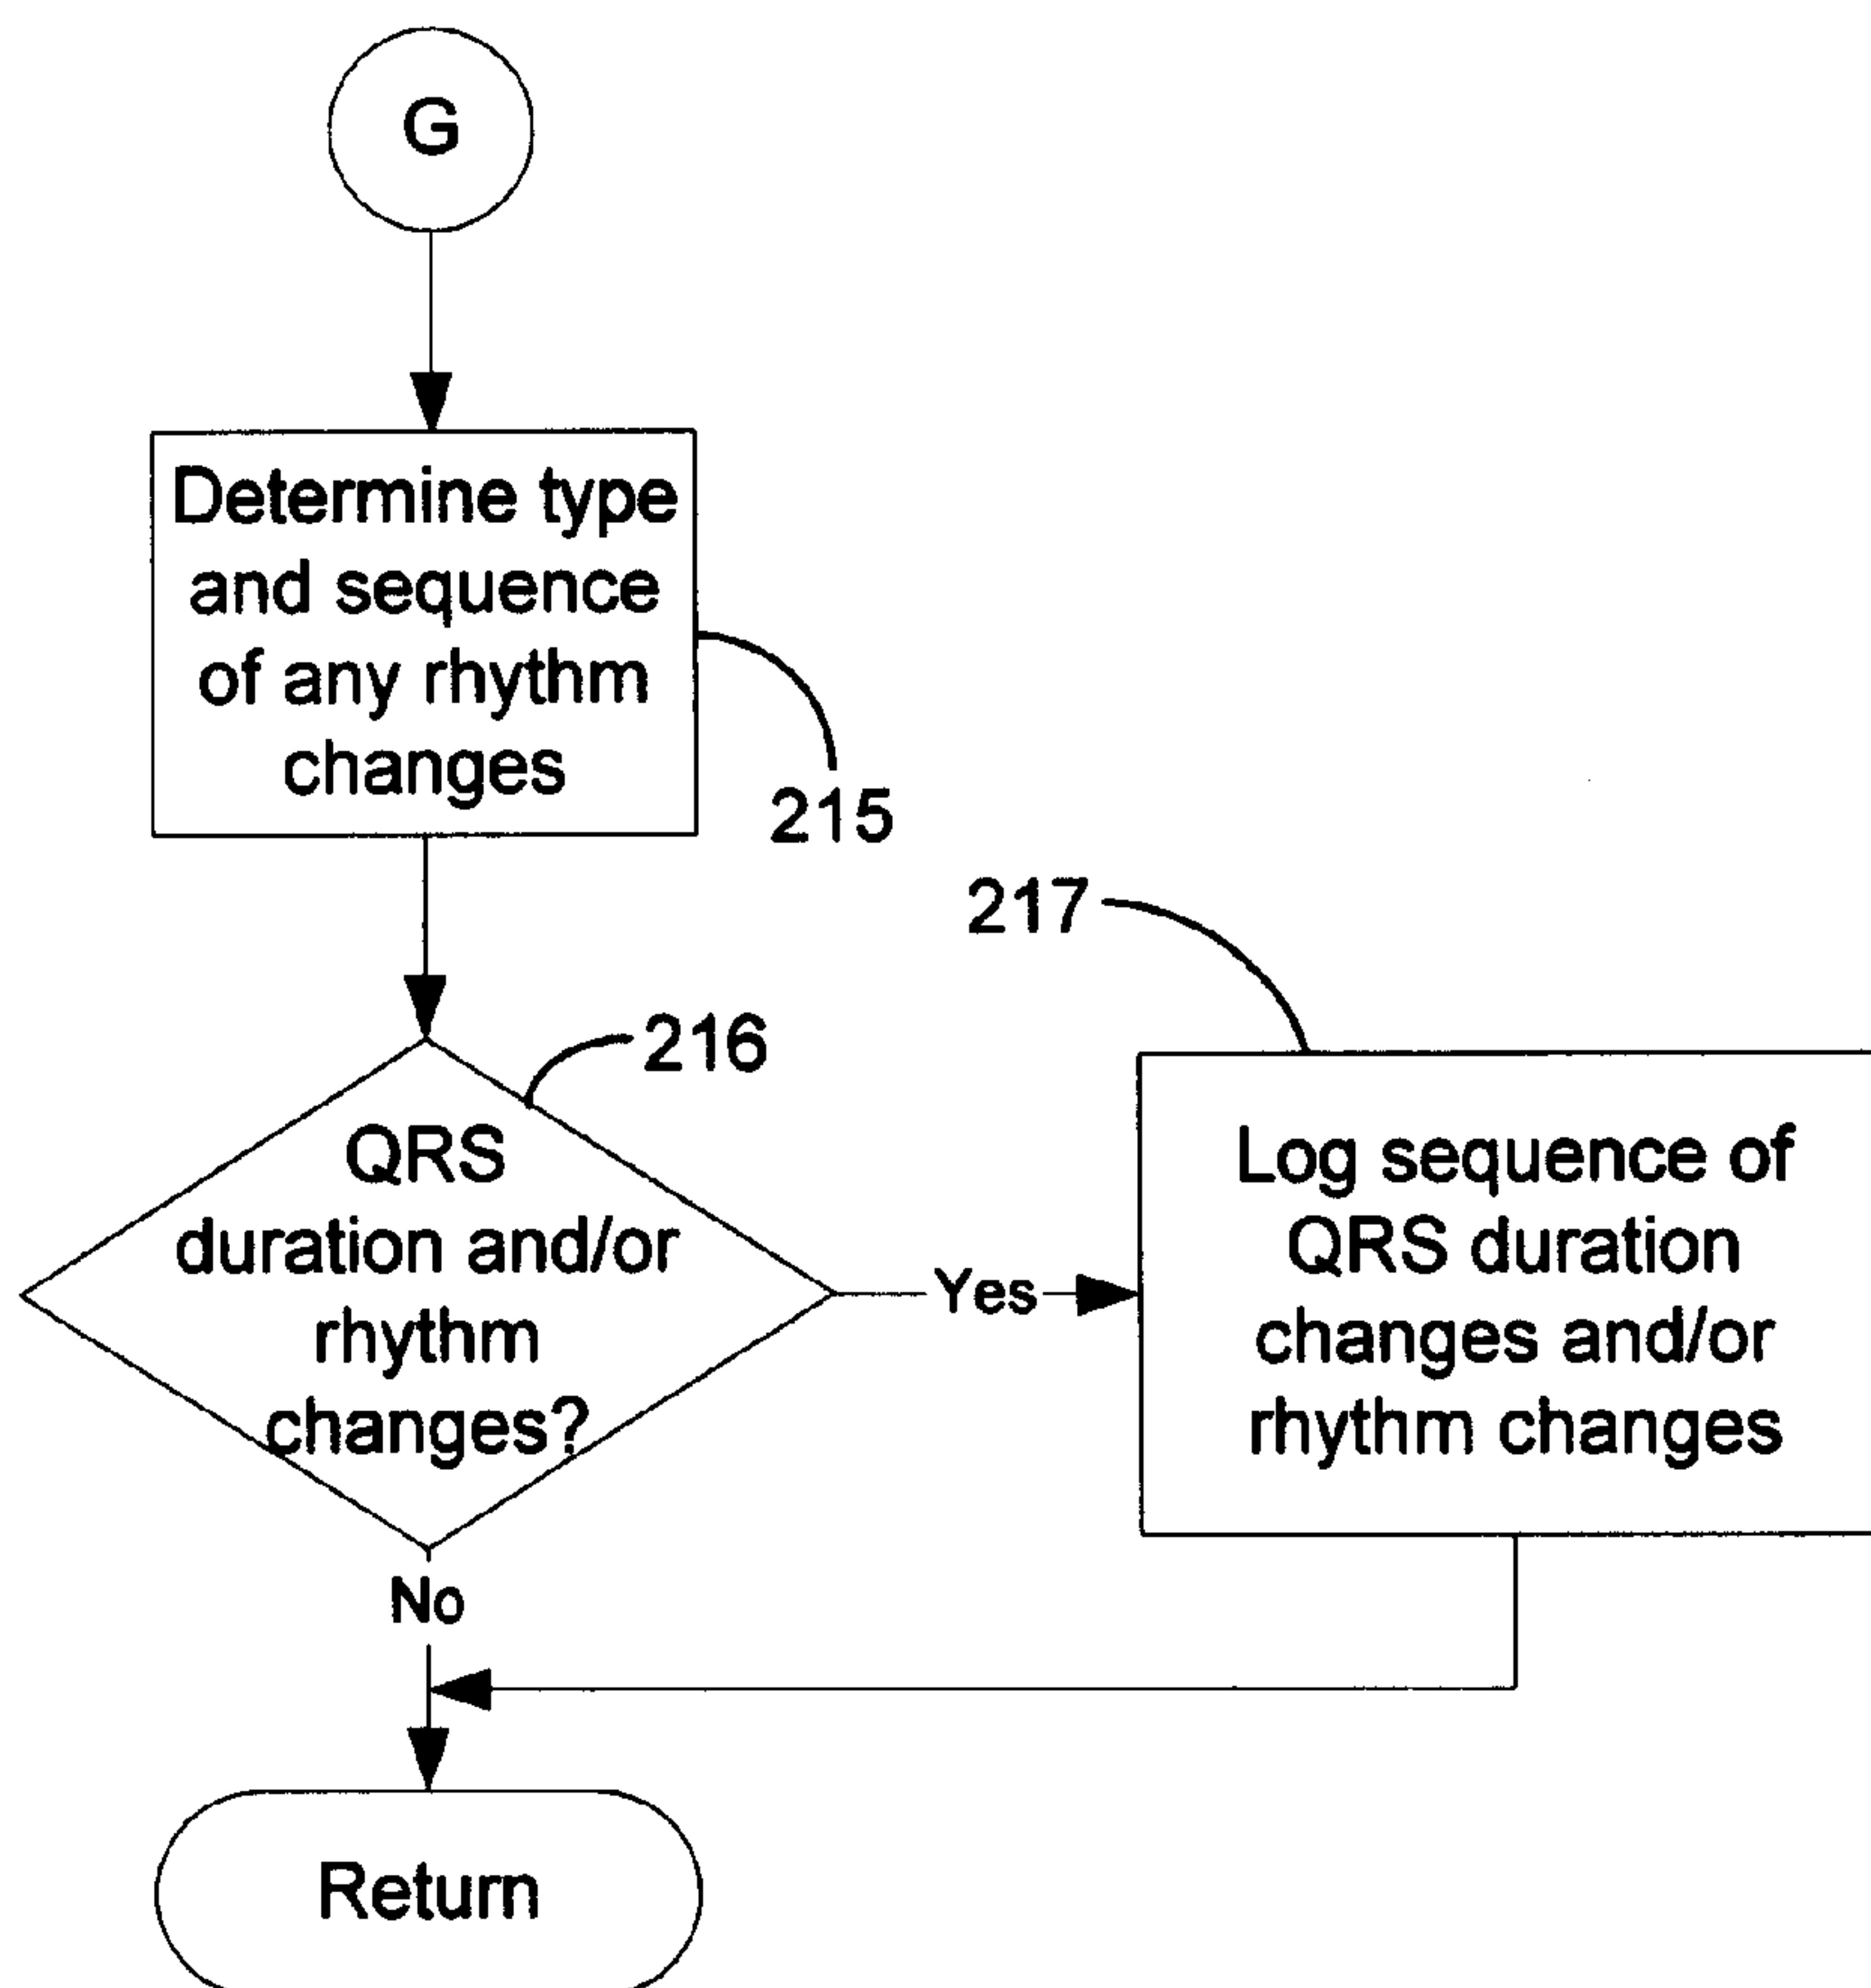 G
Determine type
and sequence
of any rhythm
changes
215
217
216
QRS
duration and/or
rhythm
changes?
Yes
Log sequence of
QRS duration
changes and/or
rhythm changes
No
Return